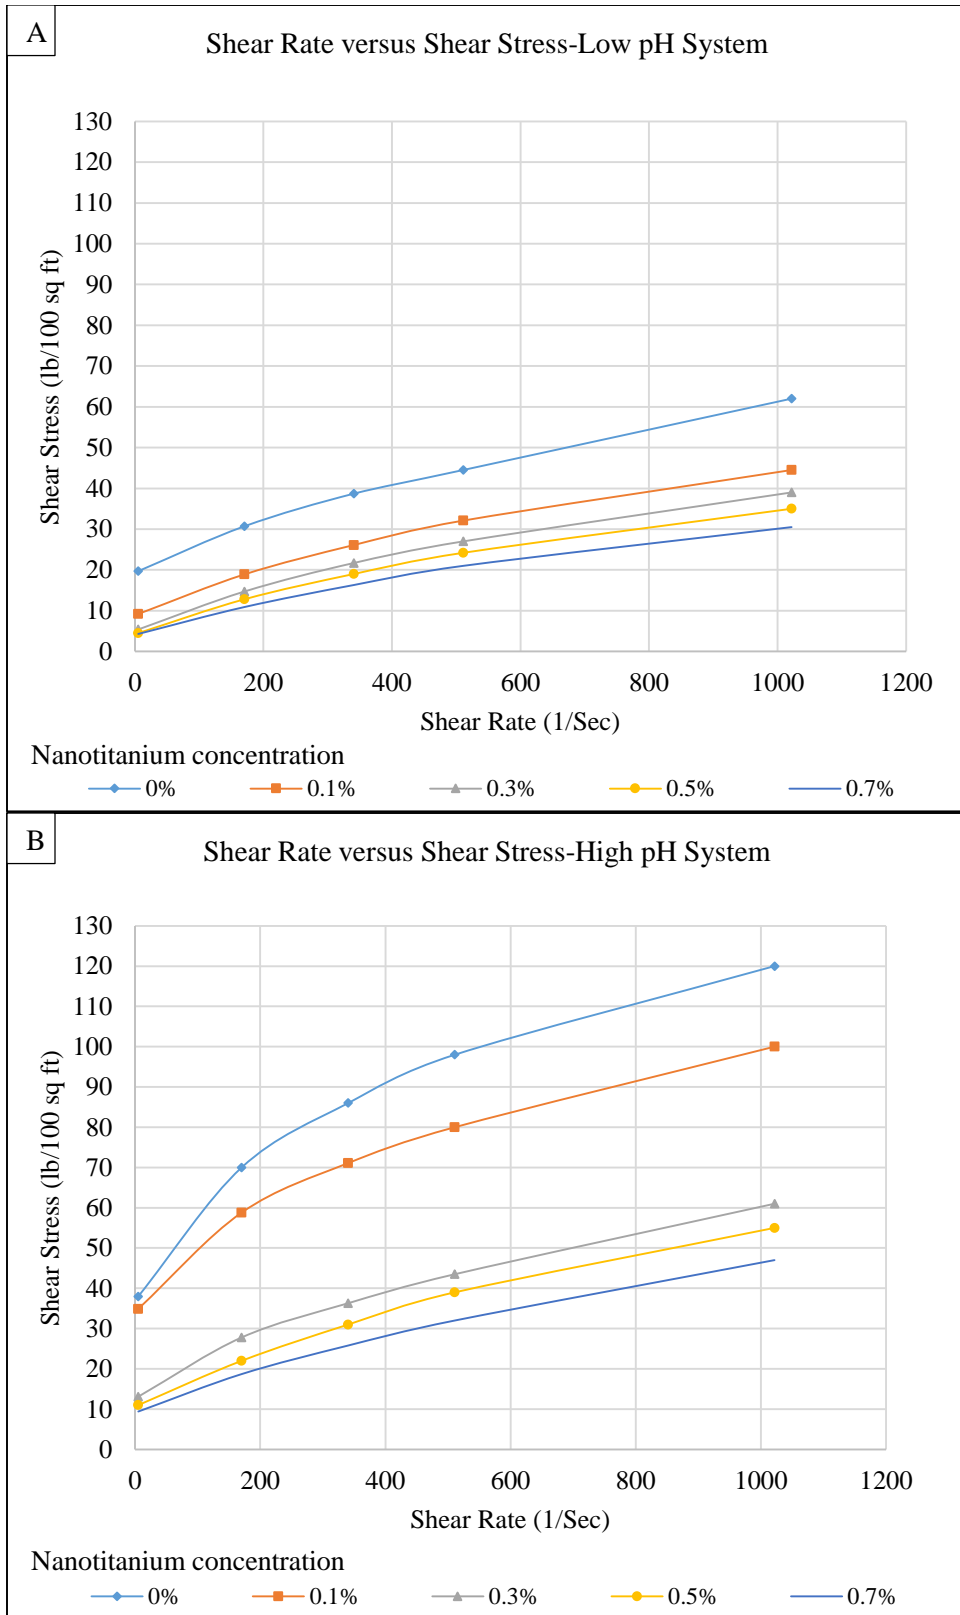 A
Shear Rate versus Shear Stress-Low pH System
130
120
110
100
90
80
70
60
50
40
30
20
10
0
Shear Stress (lb/100 sq ft)
0 200 400 600 800 1000 1200
Shear Rate (1/Sec)
Nanotitanium concentration
0% 0.1% 0.3% 0.5% 0.7%
B
Shear Rate versus Shear Stress-High pH System
130
120
110
100
90
80
70
60
50
40
30
20
10
0
Shear Stress (lb/100 sq ft)
0 200 400 600 800 1000 1200
Shear Rate (1/Sec)
Nanotitanium concentration
0% 0.1% 0.3% 0.5% 0.7%